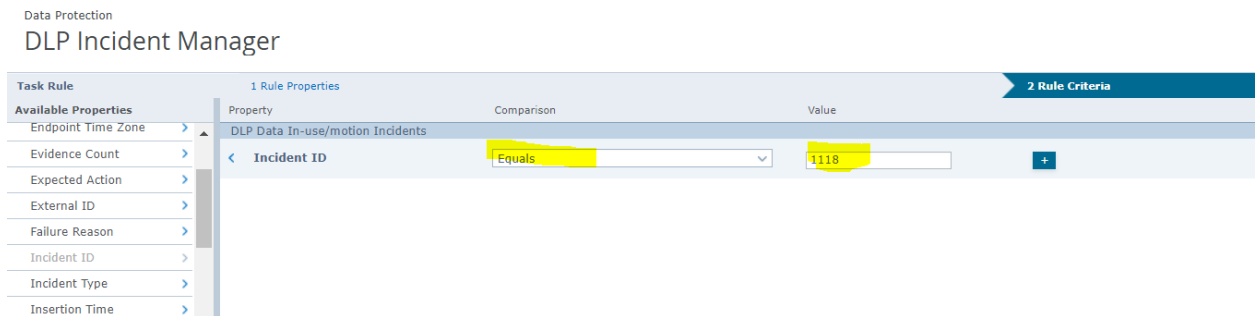 Data Protection
DLP Incident Manager
Task Rule
1 Rule Properties
2 Rule Criteria
Available Properties
Property
Comparison
Value
Endpoint Time Zone
DLP Data In-use/motion Incidents
Evidence Count
Incident ID
Equals
1118
+
Expected Action
External ID
Failure Reason
Incident ID
Incident Type
Insertion Time